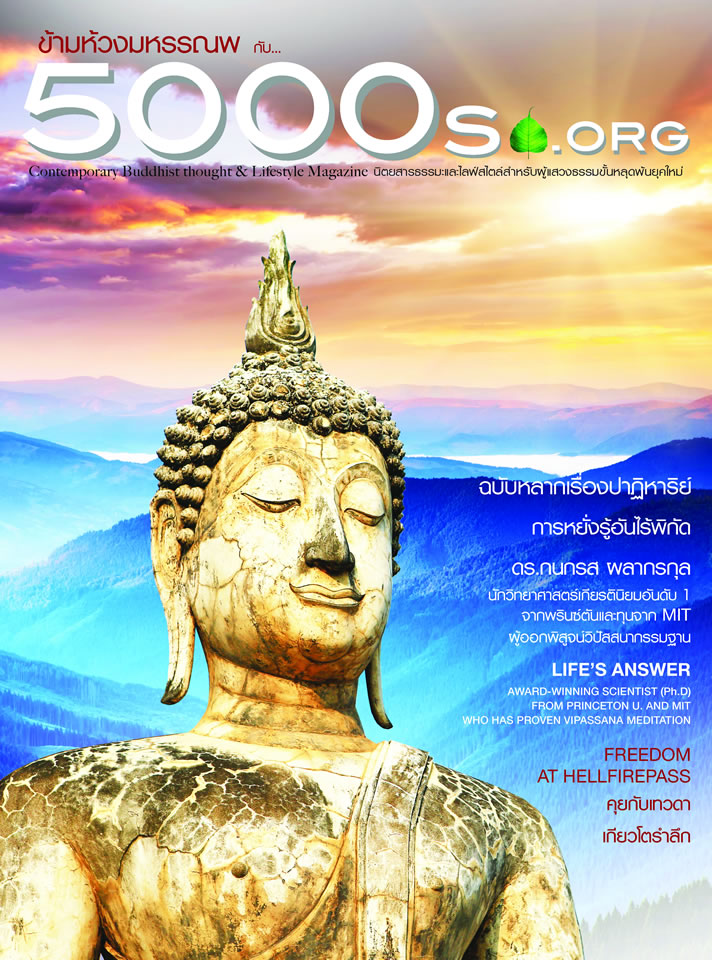 ข้ามห้วงมหรรณพ กับ...
5000s.ORG
Contemporary Buddhist thought & Lifestyle Magazine นิตยสารธรรมะและไลฟ์สไตล์สำหรับผู้แสวงธรรมขั้นหลุดพ้นยุคใหม่
ฉบับหลากเรื่องปาฏิหาริย์
การหยั่งรู้อันไร้พิกัด
ดร.กนกรส ผลากรกุล
นักวิทยาศาสตร์เกียรตินิยมอันดับ 1
จากพรินซ์ตันและทุนจาก MIT
ผู้ออกพิสูจน์วิปัสสนากรรมฐาน
LIFE'S ANSWER
AWARD-WINNING SCIENTIST (Ph.D)
FROM PRINCETON U. AND MIT
WHO HAS PROVEN VIPASSANA MEDITATION
FREEDOM
AT HELLFIREPASS
คุยกับเทวดา
เกียวโตรำลึก